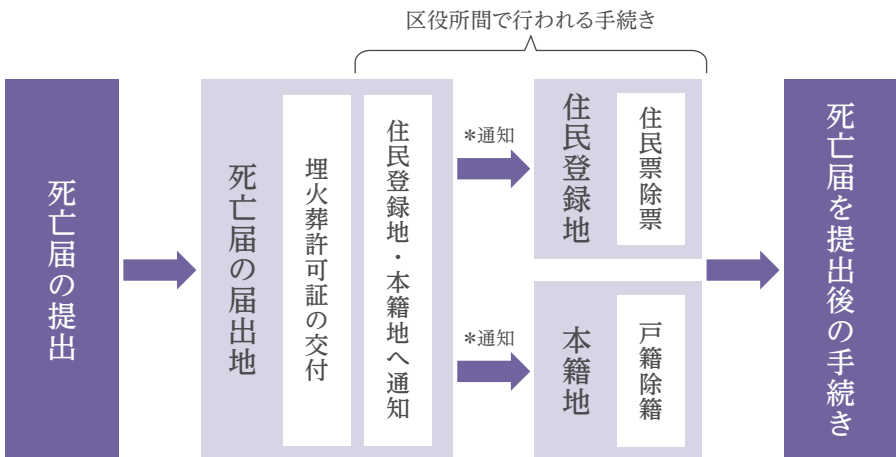 区役所間で行われる手続き
死亡届の提出
死亡届の届出地
埋火葬許可証の交付
住民登録地・本籍地へ通知
*通知
住民登録地
住民票除票
*通知
本籍地
戸籍除籍
死亡届を提出後の手続き